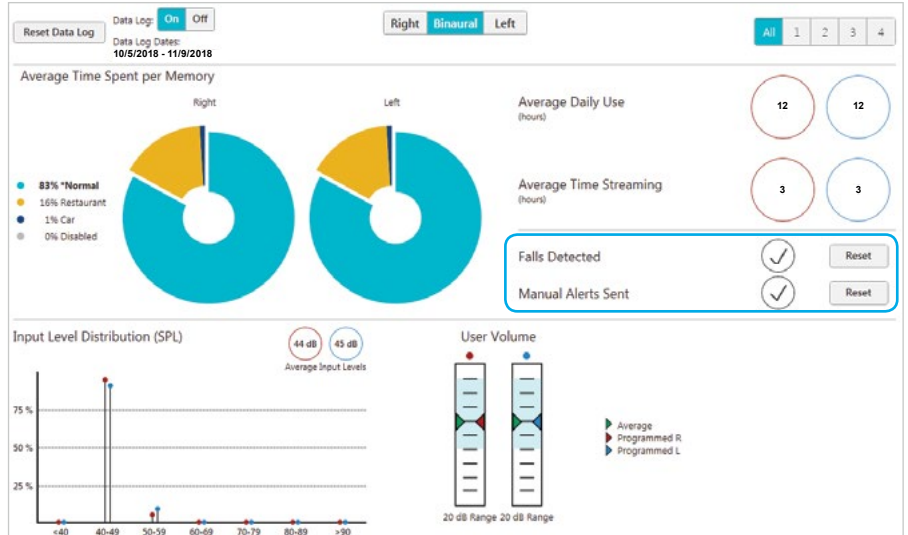 Reset Data Log
Data Log: On Off
Data Log Dates:
10/5/2018 - 11/9/2018
Right Binaural Left
All 1 2 3 4
Average Time Spent per Memory
Right
Left
83% *Normal
16% Restaurant
1% Car
0% Disabled
Average Daily Use
(hours)
12
12
Average Time Streaming
(hours)
3
3
Falls Detected
Reset
Manual Alerts Sent
Reset
Input Level Distribution (SPL)
44 dB
45 dB
Average Input Levels
75 %
50 %
25 %
<40 40-49 50-59 60-69 70-79 80-89 >90
User Volume
20 dB Range 20 dB Range
Average
Programmed R
Programmed L